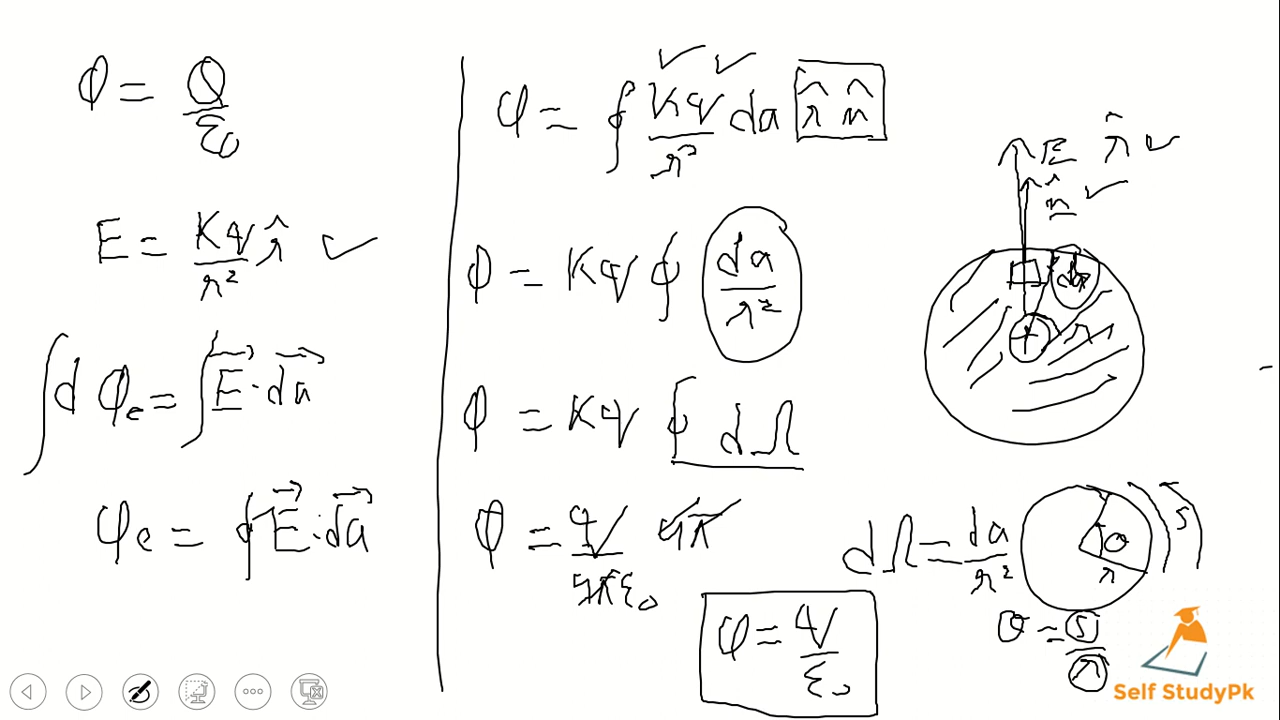 φ = Q/ε₀
E = Kq/r² r̂ ✓
∫dφₑ = ∫E⃗·da⃗
φₑ = ∮E⃗·da⃗
φ = ∮ Kq/r² da r̂ n̂
φ = Kq ∮ da/r²
φ = Kq ∮ dΩ
φ = q/4πε₀ 4π
φ = q/ε₀
E r̂ ✓
n̂ ✓
da
+ r
dΩ = da/r²
θ r S
θ = S/r
Self StudyPk